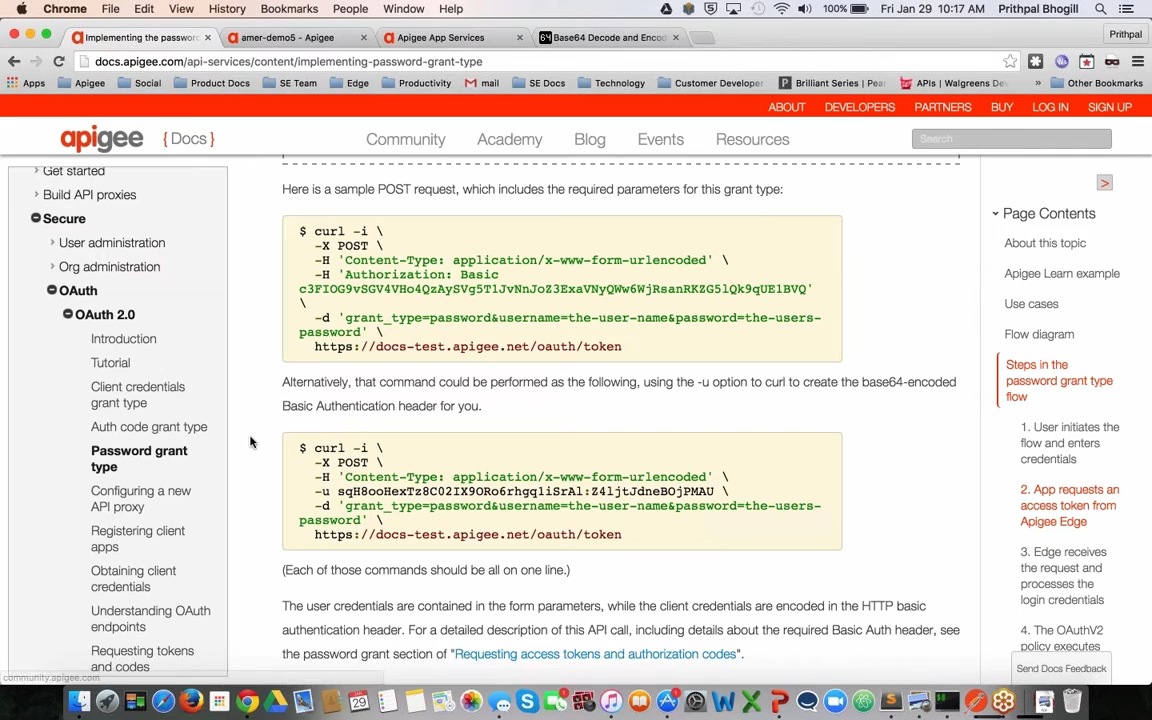 Chrome File Edit View History Bookmarks People Window Help 100% Fri Jan 29 10:17 AM Prithpal Bhogill
Implementing the passwor amer-demo5 - Apigee Apigee App Services Base64 Decode and Encod Prithpal
docs.apigee.com/api-services/content/implementing-password-grant-type
Apps Apigee Social Product Docs SE Team Edge Productivity mail SE Docs Technology Customer Developer Brilliant Series | Pea APIs | Walgreens De » Other Bookmarks
ABOUT DEVELOPERS PARTNERS BUY LOG IN SIGN UP
apigee { Docs } Community Academy Blog Events Resources Search
Get started
Build API proxies
Secure
User administration
Org administration
OAuth
OAuth 2.0
Introduction
Tutorial
Client credentials
grant type
Auth code grant type
Password grant
type
Configuring a new
API proxy
Registering client
apps
Obtaining client
credentials
Understanding OAuth
endpoints
Requesting tokens
and codes
community.apigee.com
Here is a sample POST request, which includes the required parameters for this grant type:
$ curl -i \
-X POST \
-H 'Content-Type: application/x-www-form-urlencoded' \
-H 'Authorization: Basic
c3FIOG9vSGV4VHo4QzAySVg5T1JvNnJoZ3ExaVNyQWw6WjRsanRKZG5lQk9qUE1BVQ'
\
-d 'grant_type=password&username=the-user-name&password=the-users-
password' \
https://docs-test.apigee.net/oauth/token
Alternatively, that command could be performed as the following, using the -u option to curl to create the base64-encoded
Basic Authentication header for you.
$ curl -i \
-X POST \
-H 'Content-Type: application/x-www-form-urlencoded' \
-u sqH8ooHexTz8C02IX9ORo6rhgq1iSrAl:Z4ljtJdneBOjPMAU \
-d 'grant_type=password&username=the-user-name&password=the-users-
password' \
https://docs-test.apigee.net/oauth/token
(Each of those commands should be all on one line.)
The user credentials are contained in the form parameters, while the client credentials are encoded in the HTTP basic
authentication header. For a detailed description of this API call, including details about the required Basic Auth header, see
the password grant section of "Requesting access tokens and authorization codes".
>
Page Contents
About this topic
Apigee Learn example
Use cases
Flow diagram
Steps in the
password grant type
flow
1. User initiates the
flow and enters
credentials
2. App requests an
access token from
Apigee Edge
3. Edge receives
the request and
processes the
login credentials
4. The OAuthV2
policy executes
Send Docs Feedback